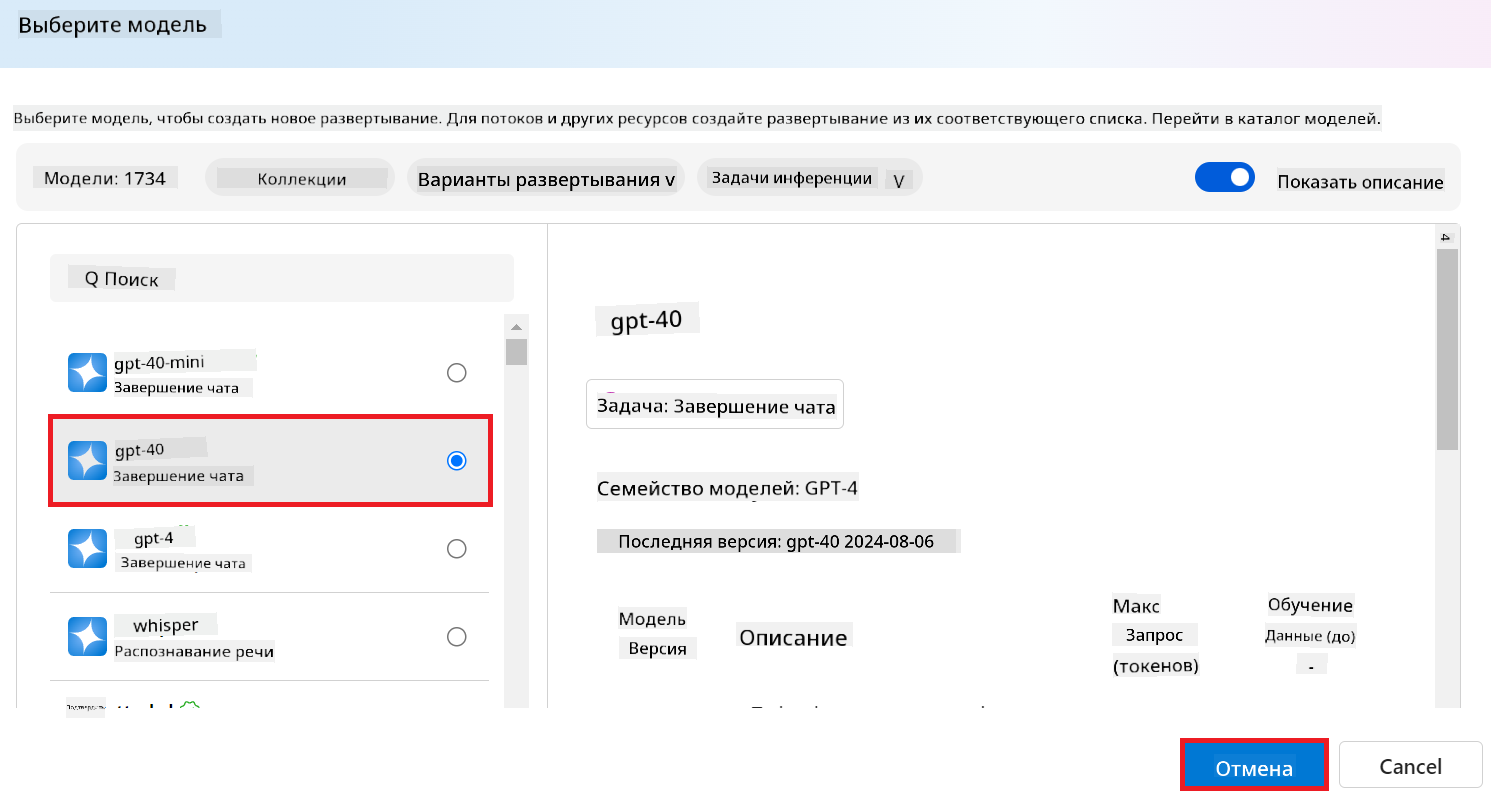 Выберите модель
Выберите модель, чтобы создать новое развертывание. Для потоков и других ресурсов создайте развертывание из их соответствующего списка. Перейти в каталог моделей.
Модели: 1734
Коллекции
Варианты развертывания v
Задачи инференции V
Показать описание
Q Поиск
gpt-40-mini
Завершение чата
gpt-40
Завершение чата
gpt-4
Завершение чата
whisper
Распознавание речи
gpt-40
Задача: Завершение чата
Семейство моделей: GPT-4
Последняя версия: gpt-40 2024-08-06
Модель
Версия
Описание
Макс
Запрос
(токенов)
Обучение
Данные (до)
-
4
Отмена
Cancel